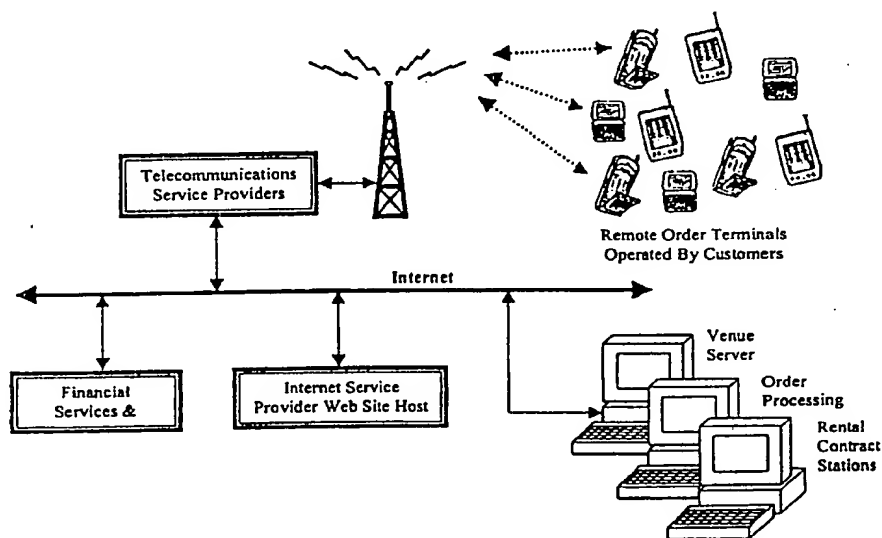 Telecommunications
Service Providers
Remote Order Terminals
Operated By Customers
Internet
Financial
Services &
Internet Service
Provider Web Site Host
Venue
Server
Order
Processing
Rental
Contract
Stations